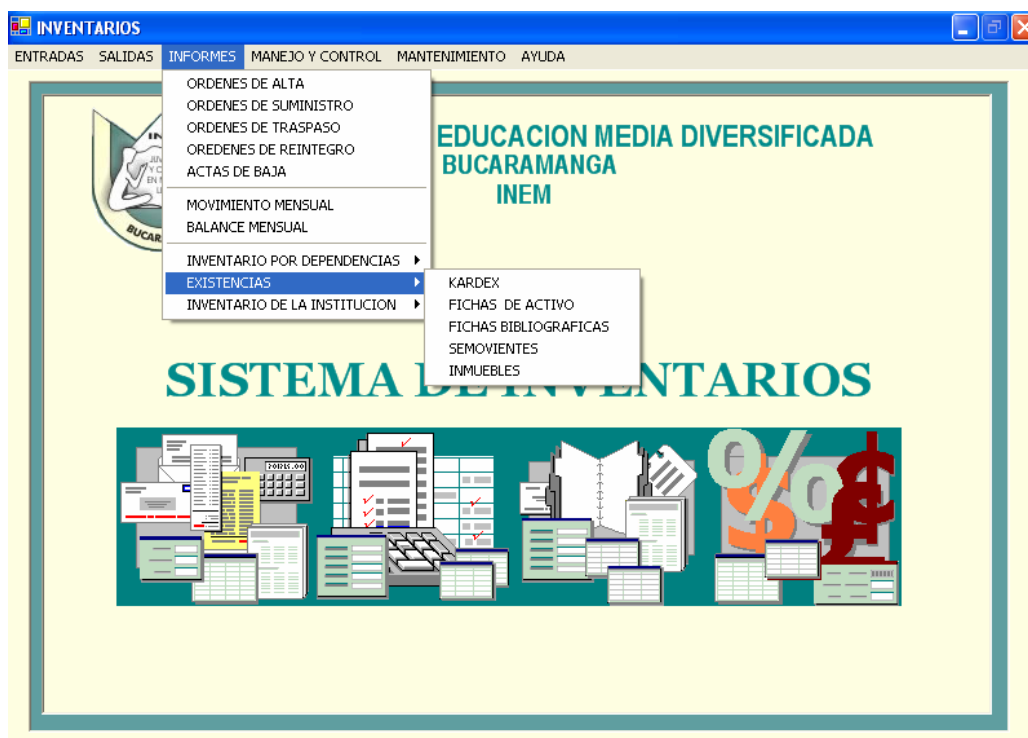 INVENTARIOS
ENTRADAS SALIDAS INFORMES MANEJO Y CONTROL MANTENIMIENTO AYUDA
ORDENES DE ALTA
ORDENES DE SUMINISTRO
ORDENES DE TRASPASO
OREDENES DE REINTEGRO
ACTAS DE BAJA
MOVIMIENTO MENSUAL
BALANCE MENSUAL
INVENTARIO POR DEPENDENCIAS
EXISTENCIAS
INVENTARIO DE LA INSTITUCION
KARDEX
FICHAS DE ACTIVO
FICHAS BIBLIOGRAFICAS
SEMOVIENTES
INMUEBLES
EDUCACION MEDIA DIVERSIFICADA
BUCARAMANGA
INEM
SISTEMA DE INVENTARIOS